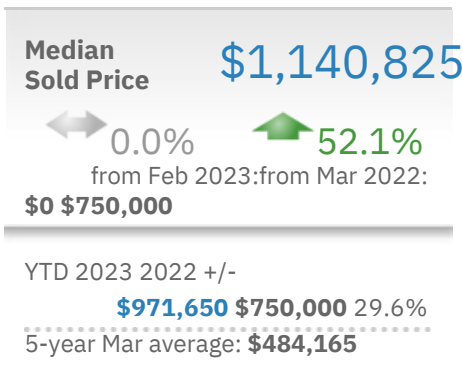 Median
Sold Price
$1,140,825
0.0%
52.1%
from Feb 2023:from Mar 2022:
$0 $750,000
YTD 2023 2022 +/-
$971,650 $750,000 29.6%
5-year Mar average: $484,165